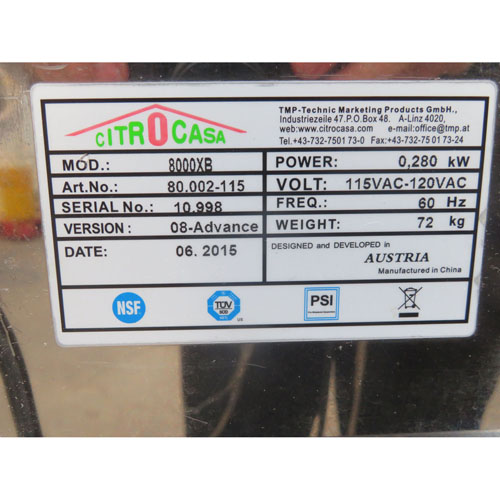 CITROCASA
TMP-Technic Marketing Products GmbH.,
Industriezeile 47.P.O.Box 48. A-Linz 4020,
web:www.citrocasa.com e-mail:office@tmp.at
Tel.+43-732-7501 73-0 Fax:+43-732-75 01 73-24
MOD.: 8000XB
Art.No.: 80.002-115
SERIAL No.: 10.998
VERSION : 08-Advance
DATE: 06. 2015
POWER: 0,280 kW
VOLT: 115VAC-120VAC
FREQ.: 60 Hz
WEIGHT: 72 kg
DESIGNED and DEVELOPED in
AUSTRIA
Manufactured in China
NSF
TÜV
US
PSI